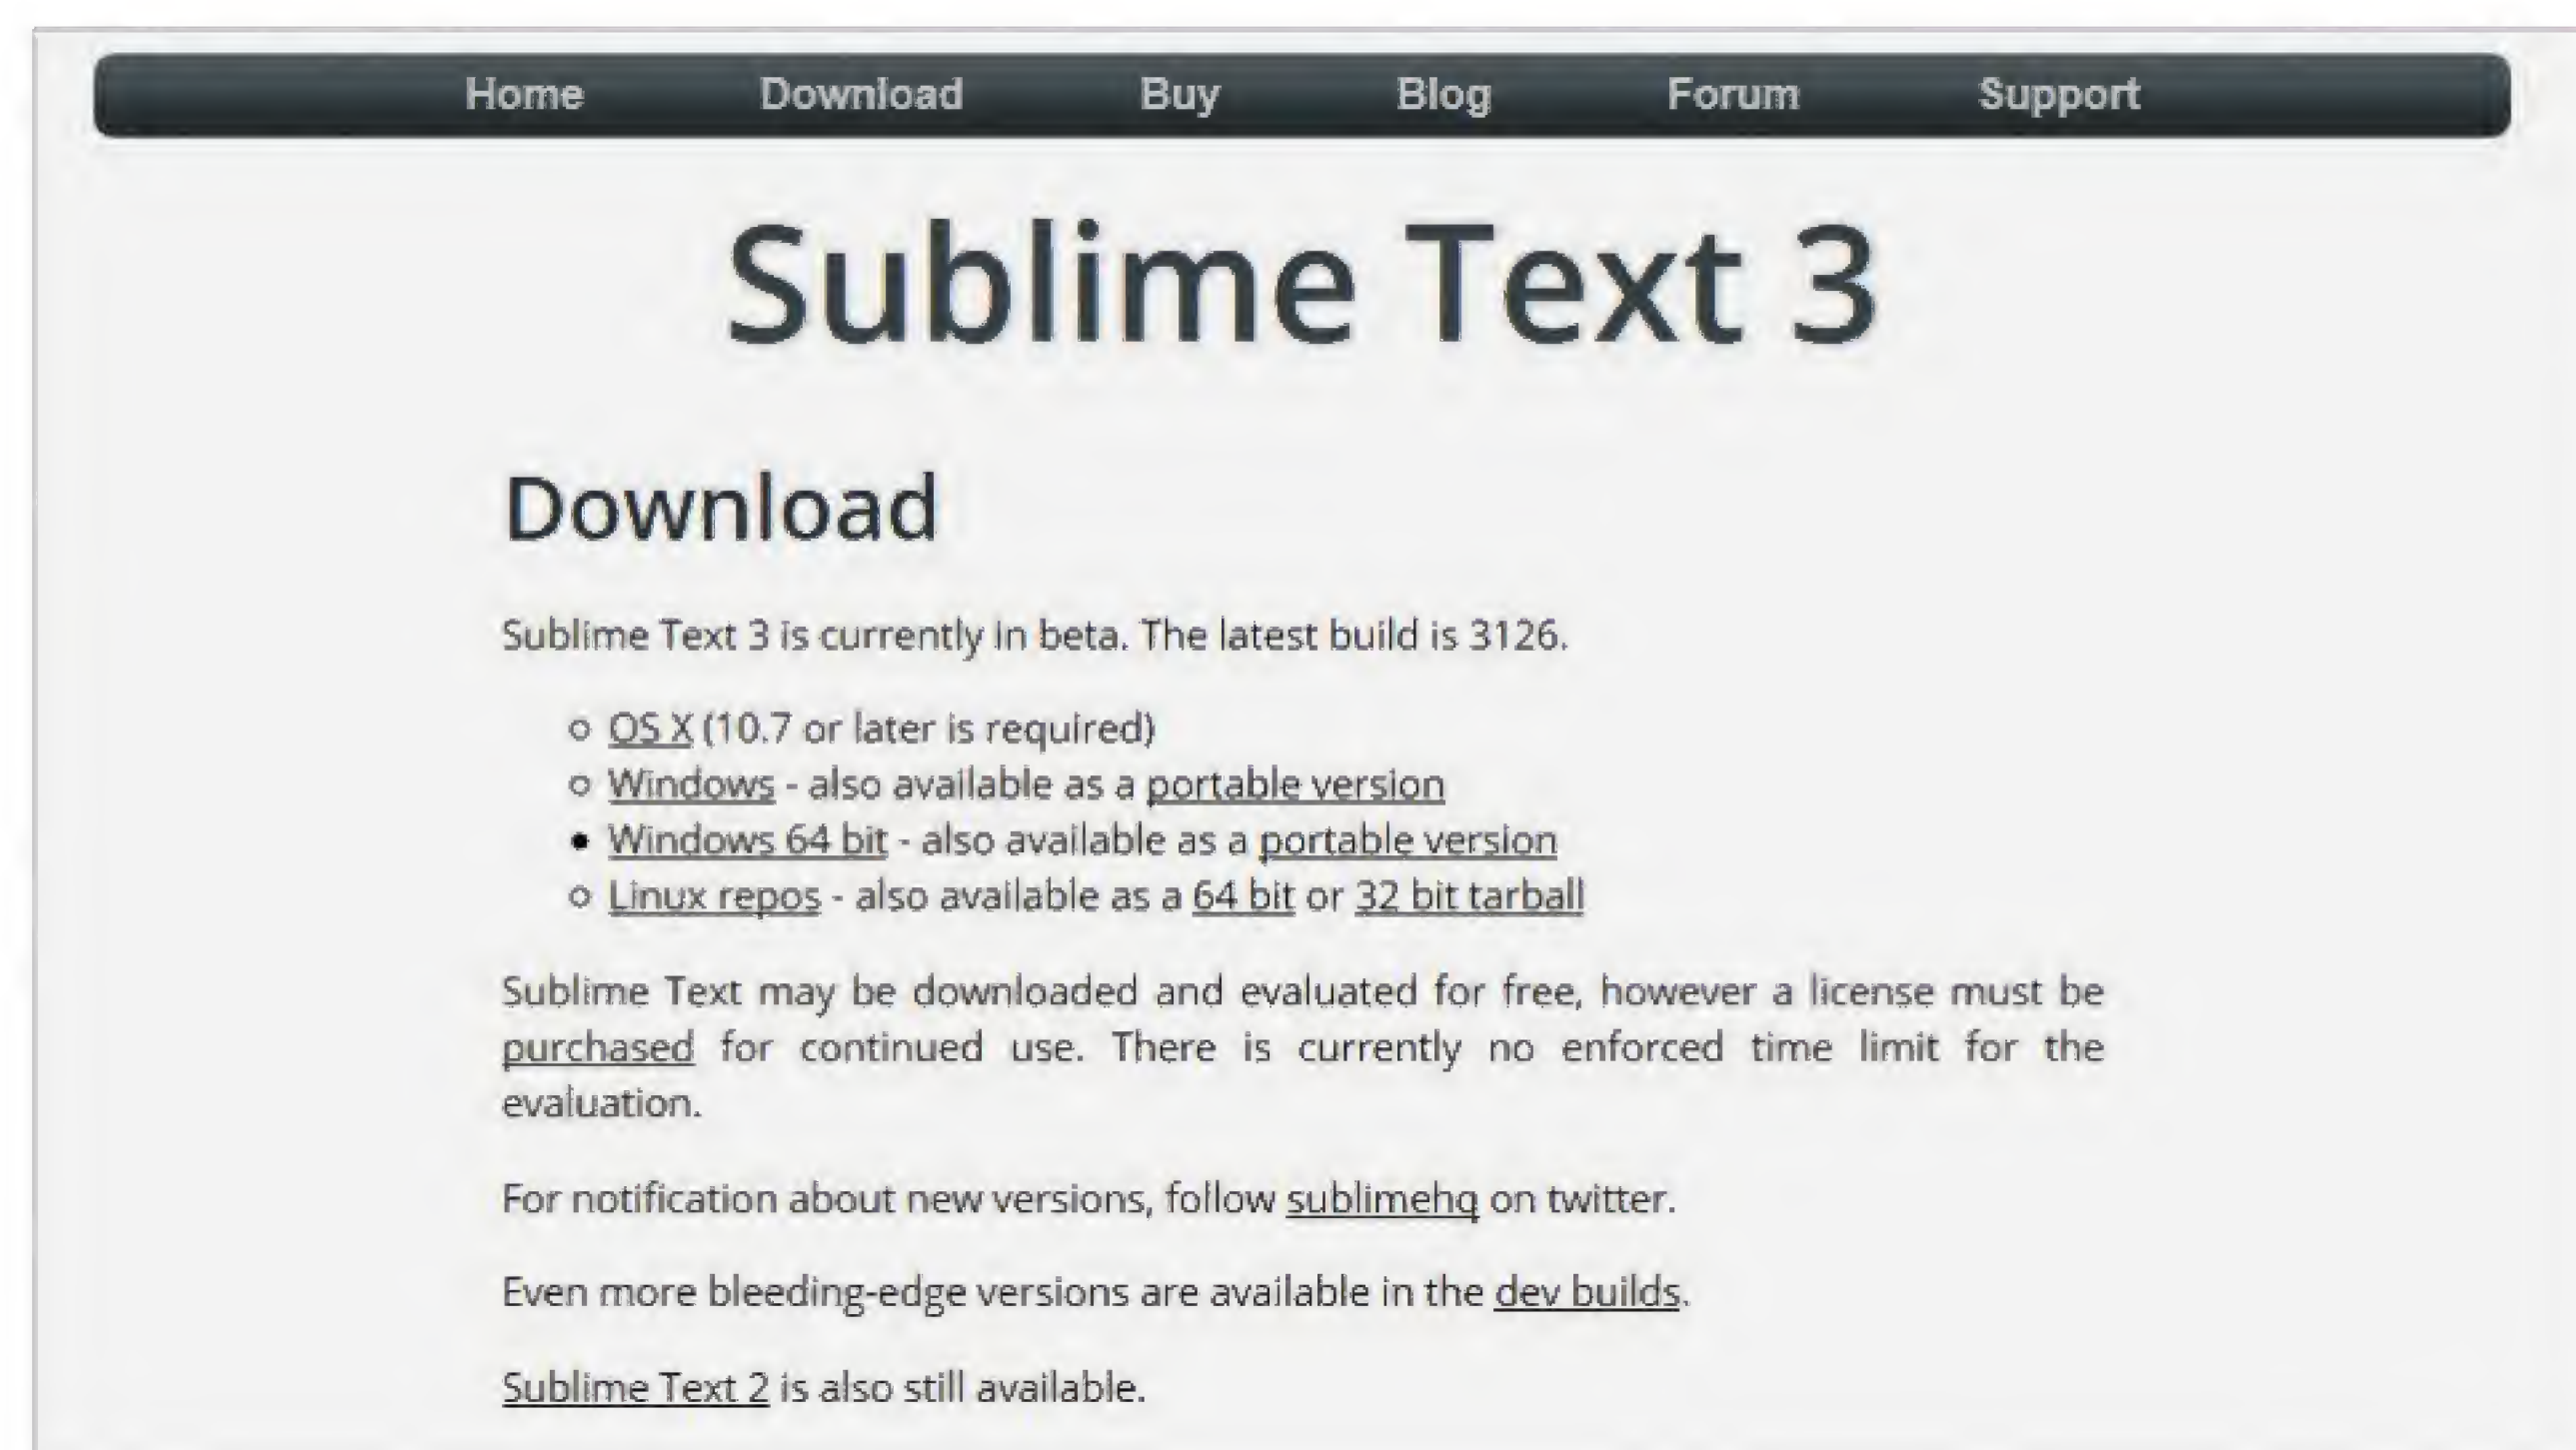 Home Download Buy Blog Forum Support
Sublime Text 3
Download
Sublime Text 3 is currently in beta. The latest build is 3126.
OS X (10.7 or later is required)
Windows - also available as a portable version
Windows 64 bit - also available as a portable version
Linux repos - also available as a 64 bit or 32 bit tarball
Sublime Text may be downloaded and evaluated for free, however a license must be
purchased for continued use. There is currently no enforced time limit for the
evaluation.
For notification about new versions, follow sublimehq on twitter.
Even more bleeding-edge versions are available in the dev builds.
Sublime Text 2 is also still available.